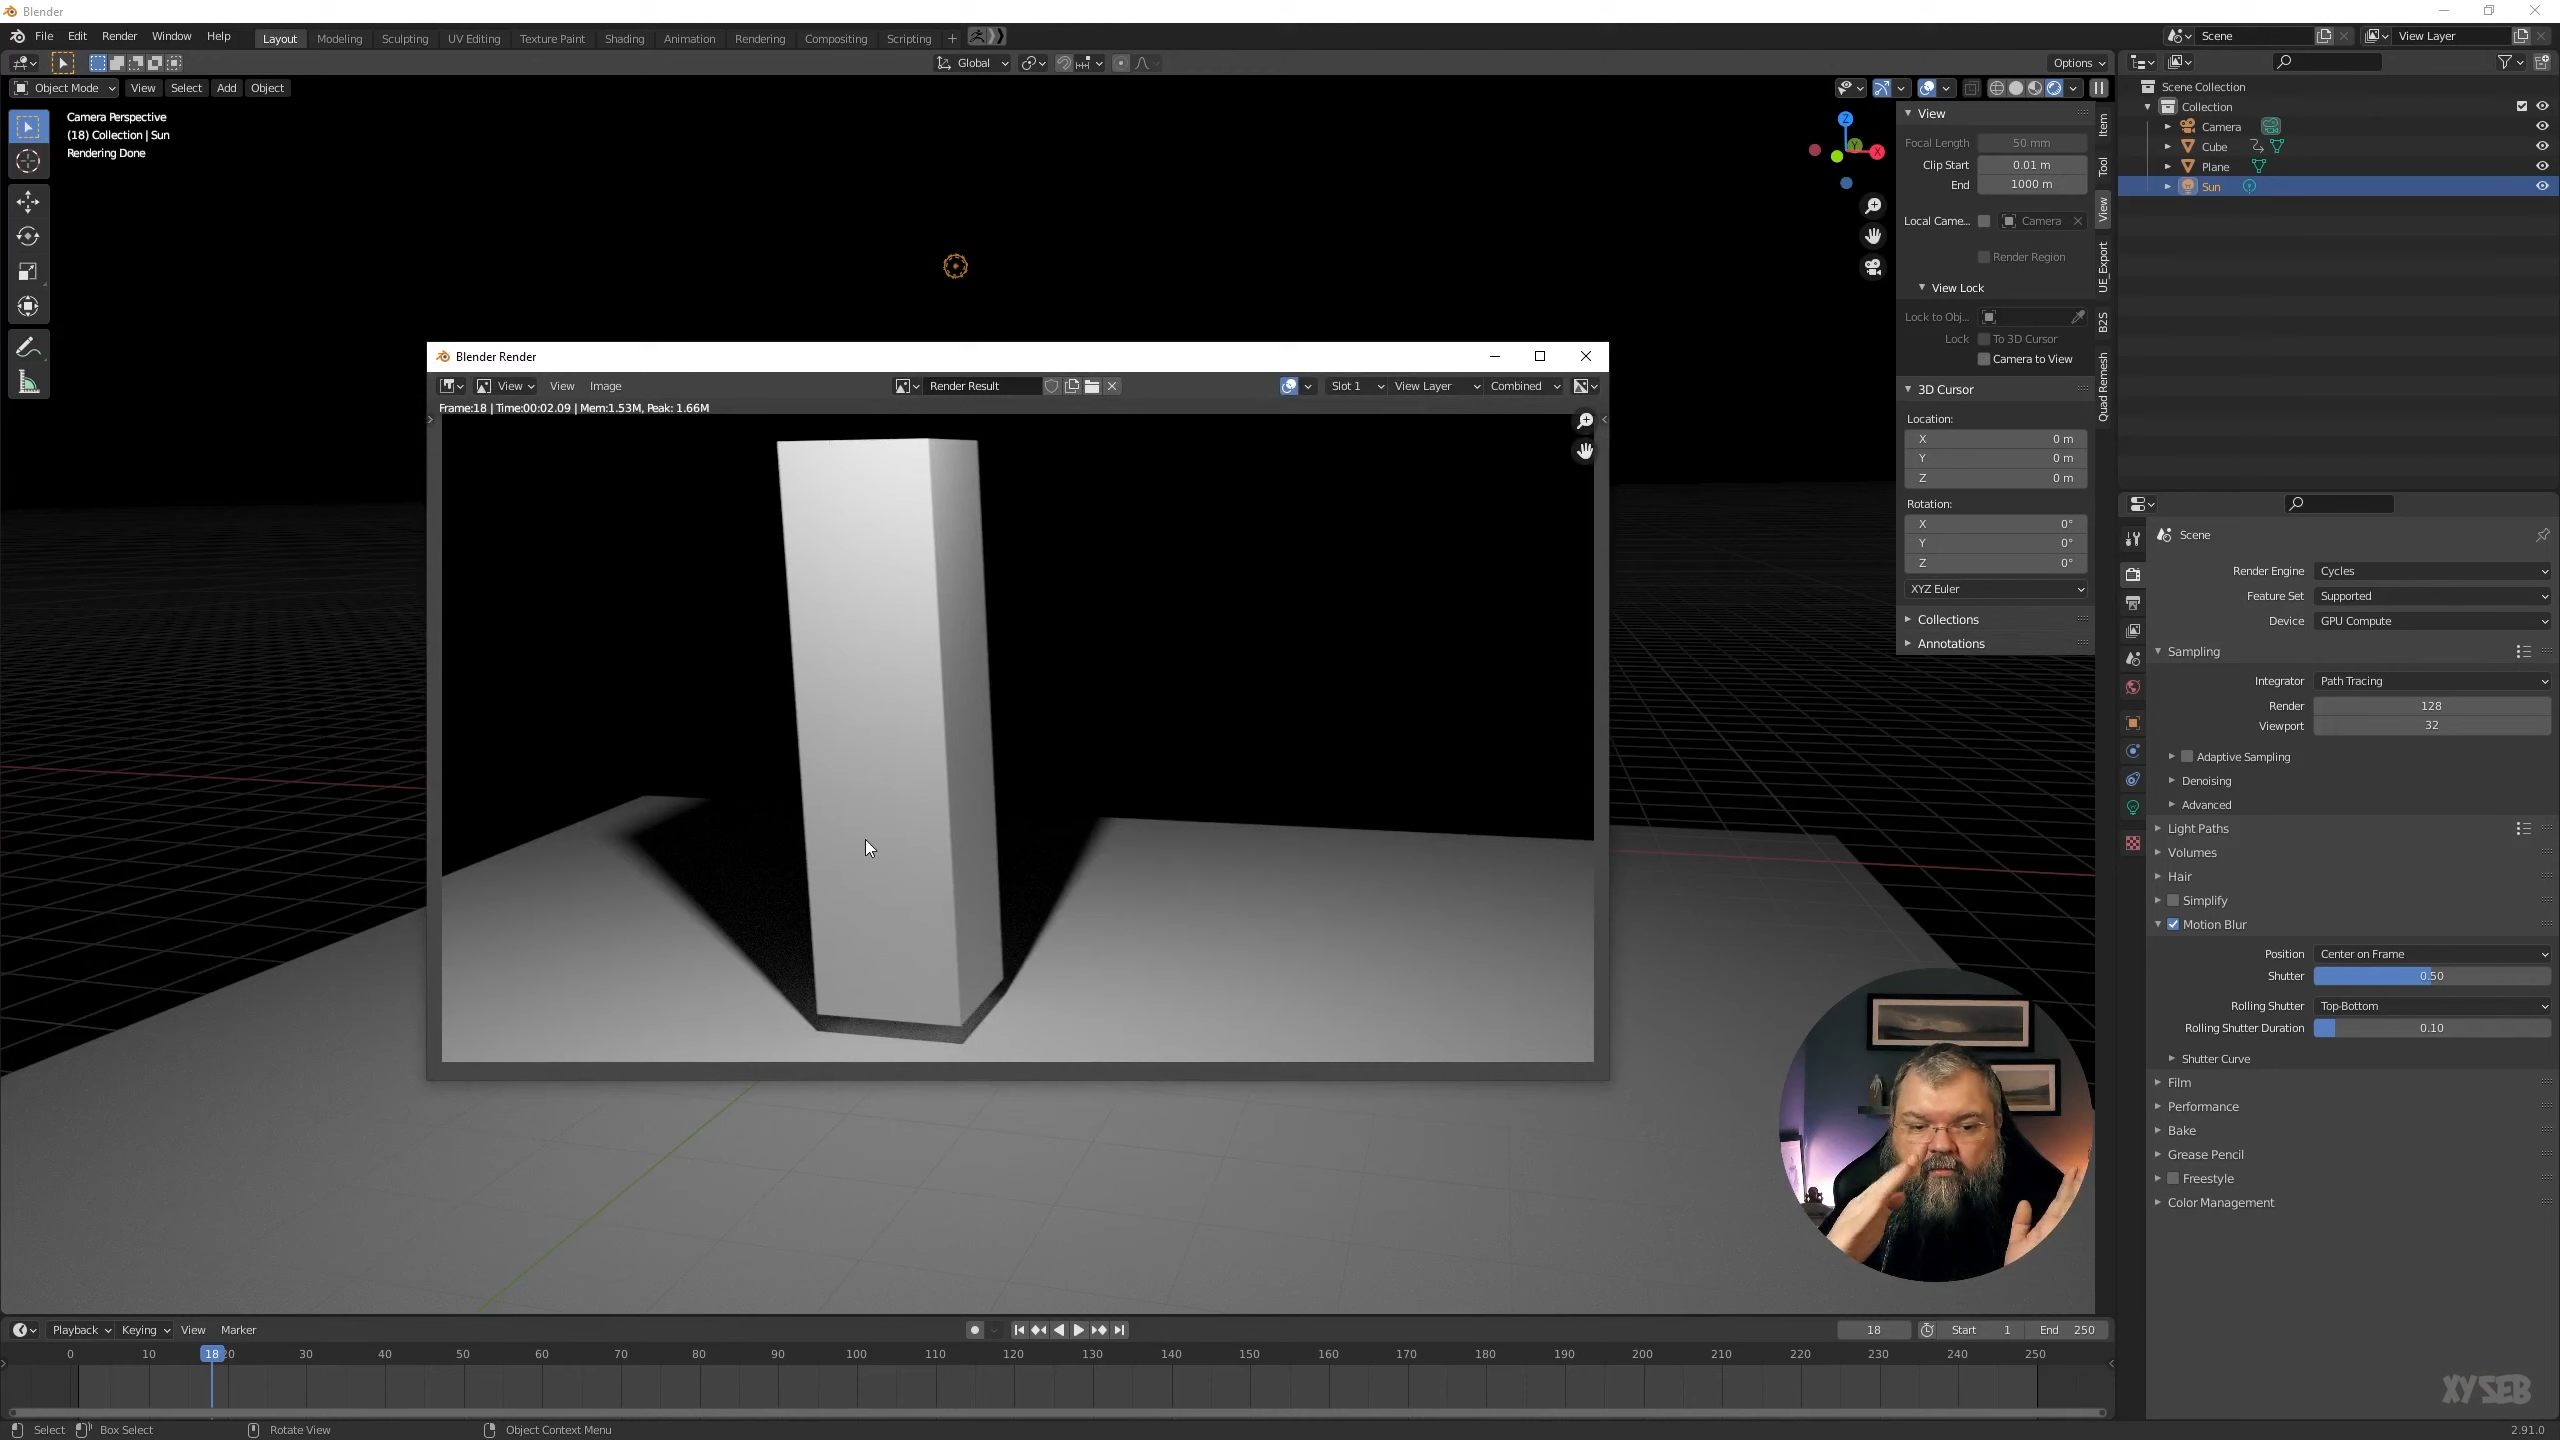 Blender
File Edit Render Window Help Layout Modeling Sculpting UV Editing Texture Paint Shading Animation Rendering Compositing Scripting + Scene View Layer
Global Options
Object Mode View Select Add Object
Camera Perspective
(18) Collection | Sun
Rendering Done
Z
Y
X
View
Focal Length 50 mm
Clip Start 0.01 m
End 1000 m
Local Came... Camera
Render Region
View Lock
Lock to Obj...
Lock To 3D Cursor
Camera to View
3D Cursor
Location:
X 0 m
Y 0 m
Z 0 m
Rotation:
X 0°
Y 0°
Z 0°
XYZ Euler
Collections
Annotations
Item
Tool
View
UE_Export
B2S
Quad Remesh
Scene Collection
Collection
Camera
Cube
Plane
Sun
Blender Render
View View Image Render Result Slot 1 View Layer Combined
Frame:18 | Time:00:02.09 | Mem:1.53M, Peak: 1.66M
Scene
Render Engine Cycles
Feature Set Supported
Device GPU Compute
Sampling
Integrator Path Tracing
Render 128
Viewport 32
Adaptive Sampling
Denoising
Advanced
Light Paths
Volumes
Hair
Simplify
Motion Blur
Position Center on Frame
Shutter 0.50
Rolling Shutter Top-Bottom
Rolling Shutter Duration 0.10
Shutter Curve
Film
Performance
Bake
Grease Pencil
Freestyle
Color Management
Playback Keying View Marker 18 Start 1 End 250
0 10 18 20 30 40 50 60 70 80 90 100 110 120 130 140 150 160 170 180 190 200 210 220 230 240 250
XYSEB
Select Box Select Rotate View Object Context Menu 2.91.0